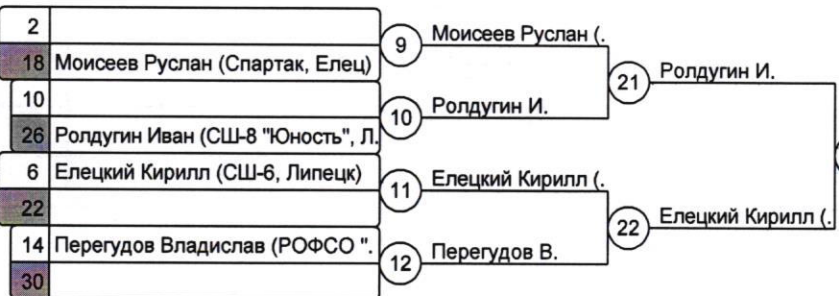 2
18 Моисеев Руслан (Спартак, Елец)
10
26 Ролдугин Иван (СШ-8 "Юность", Л.
6 Елецкий Кирилл (СШ-6, Липецк)
22
14 Перегудов Владислав (РОФСО ".
30
9 Моисеев Руслан (.
10 Ролдугин И.
11 Елецкий Кирилл (.
12 Перегудов В.
21 Ролдугин И.
22 Елецкий Кирилл (.